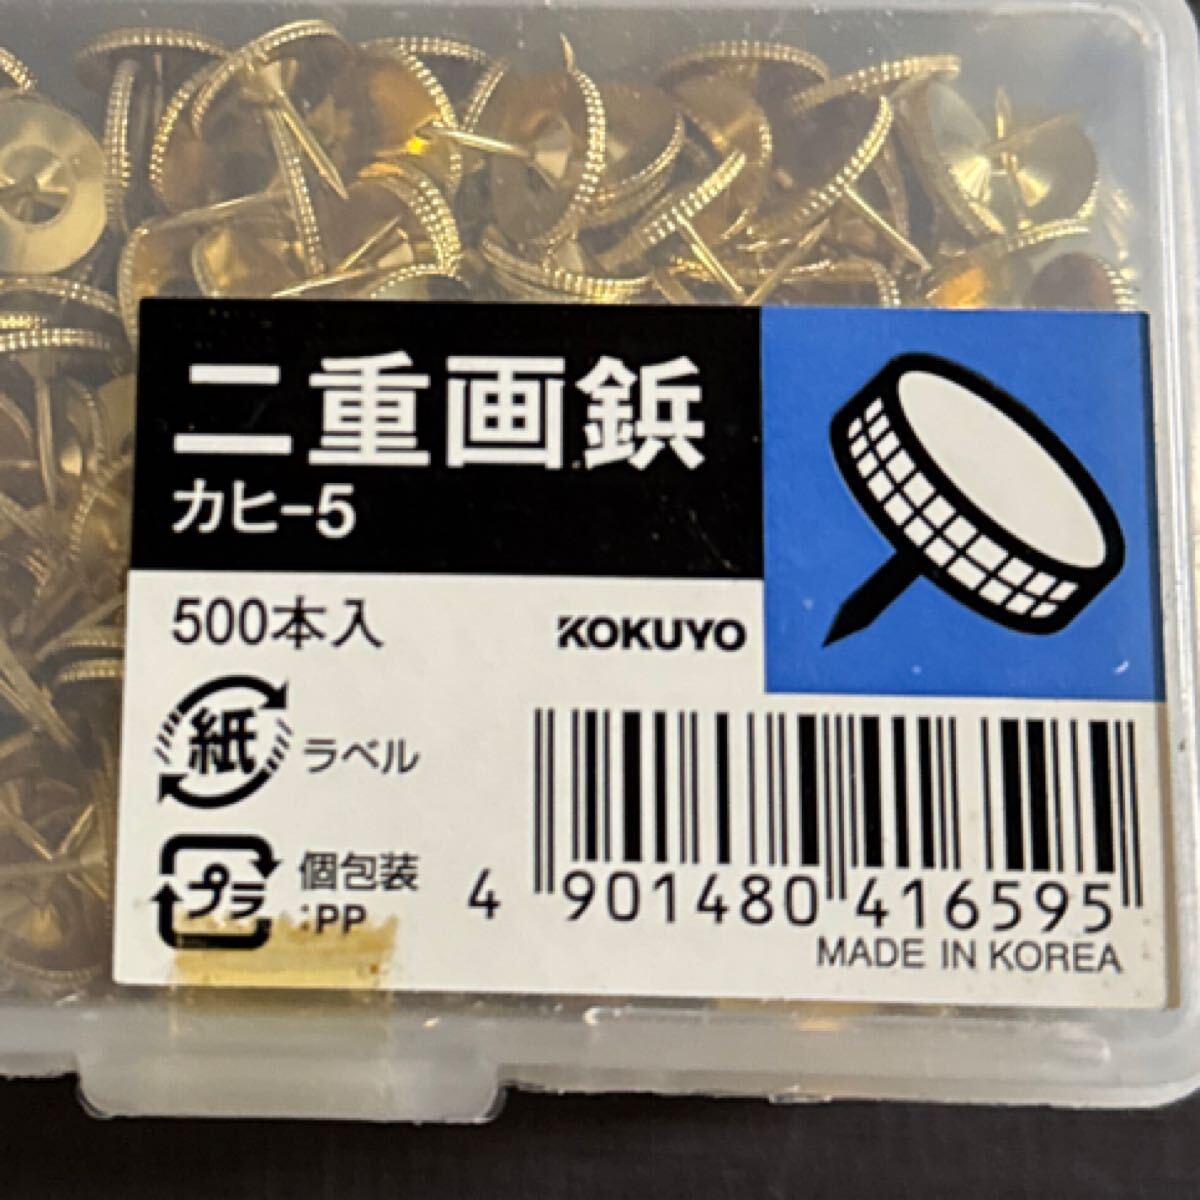 二重画鋲
カヒ-5
500本入
KOKUYO
紙
ラベル
プラ
個包装
:PP
4 901480 416595
MADE IN KOREA